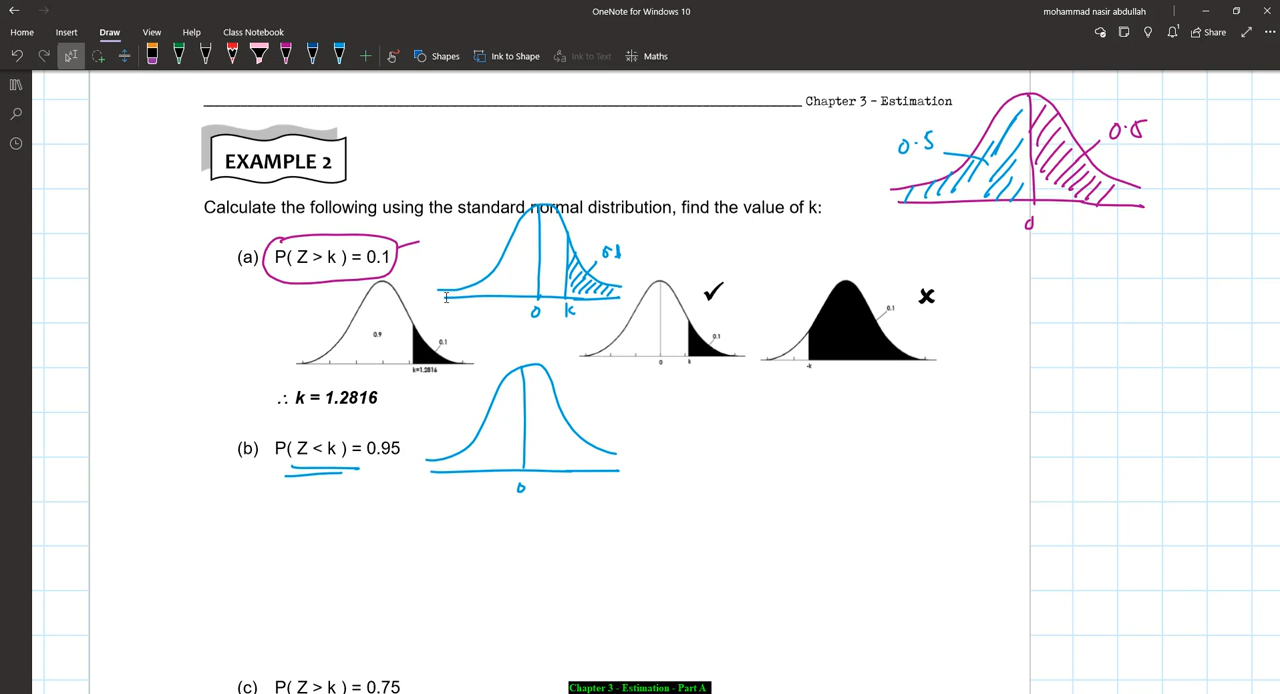 OneNote for Windows 10
mohammad nasir abdullah
Home Insert Draw View Help Class Notebook
Share
Shapes Ink to Shape Ink to Text Maths
Chapter 3 – Estimation
EXAMPLE 2
0.5
0.5
0
Calculate the following using the standard normal distribution, find the value of k:
(a) P( Z > k ) = 0.1
0.1
0 k
0.9
0.1
k=1.2816
0.1
0 k
0.1
-k
∴ k = 1.2816
(b) P( Z < k ) = 0.95
0
(c) P( Z > k ) = 0.75
Chapter 3 - Estimation - Part A